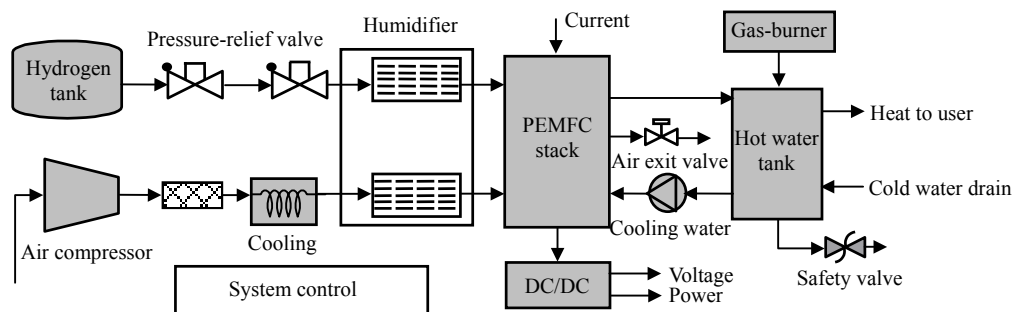 Current
Humidifier
Gas-burner
Pressure-relief valve
Hydrogen
tank
PEMFC
stack
Hot water
tank
Heat to user
Air exit valve
Cold water drain
Cooling water
Air compressor
Cooling
Safety valve
System control
DC/DC
Voltage
Power